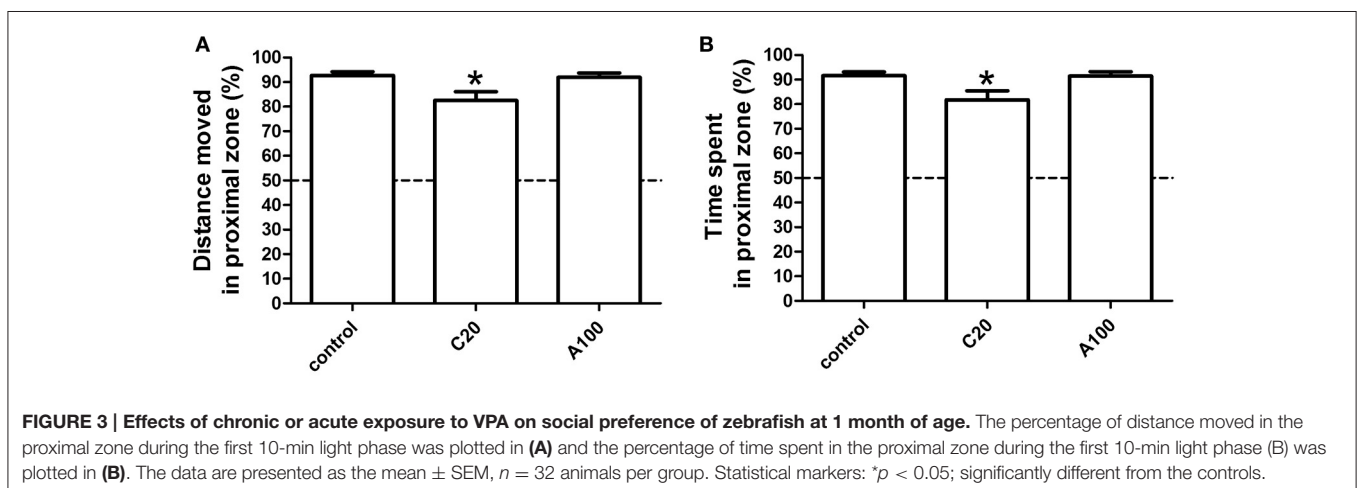 A
Distance moved
in proximal zone (%)
100
90
80
70
60
50
40
30
20
10
0
*
control
C20
A100
B
Time spent
in proximal zone (%)
100
90
80
70
60
50
40
30
20
10
0
*
control
C20
A100
FIGURE 3 | Effects of chronic or acute exposure to VPA on social preference of zebrafish at 1 month of age. The percentage of distance moved in the
proximal zone during the first 10-min light phase was plotted in (A) and the percentage of time spent in the proximal zone during the first 10-min light phase (B) was
plotted in (B). The data are presented as the mean ± SEM, n = 32 animals per group. Statistical markers: *p < 0.05; significantly different from the controls.